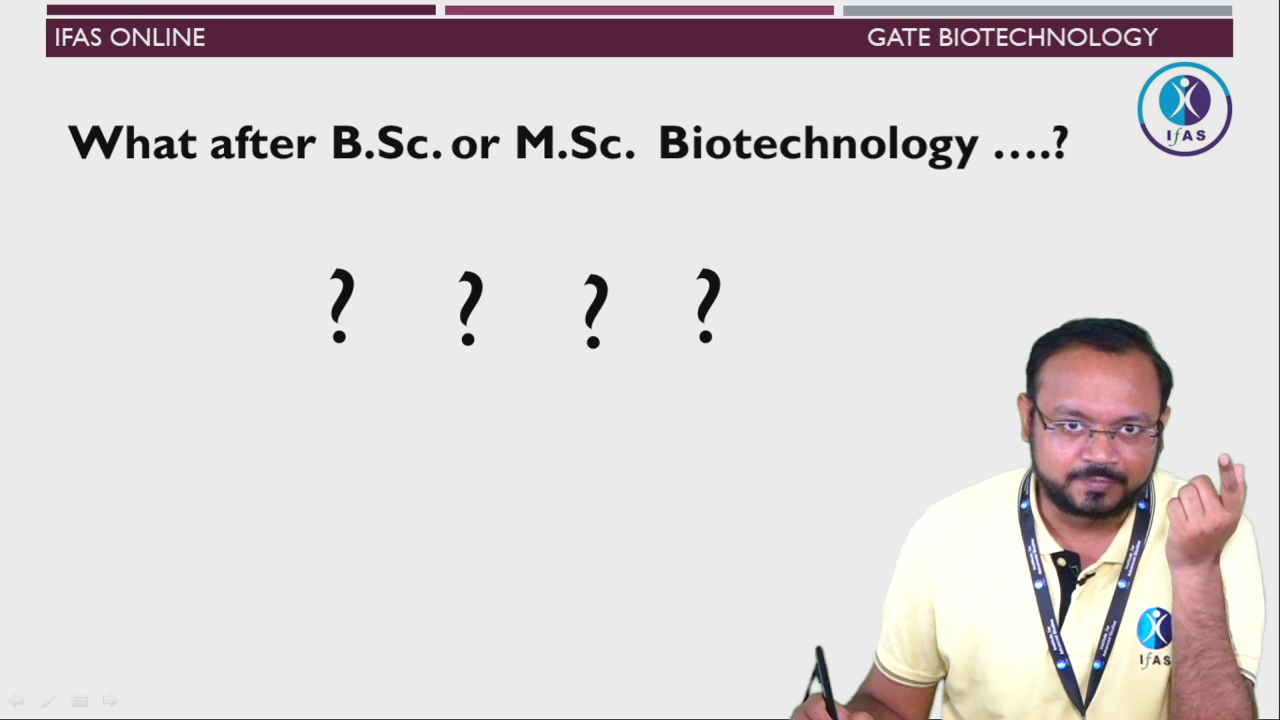 IFAS ONLINE
GATE BIOTECHNOLOGY
IfAS
What after B.Sc. or M.Sc. Biotechnology ….?
? ? ? ?
IfAS